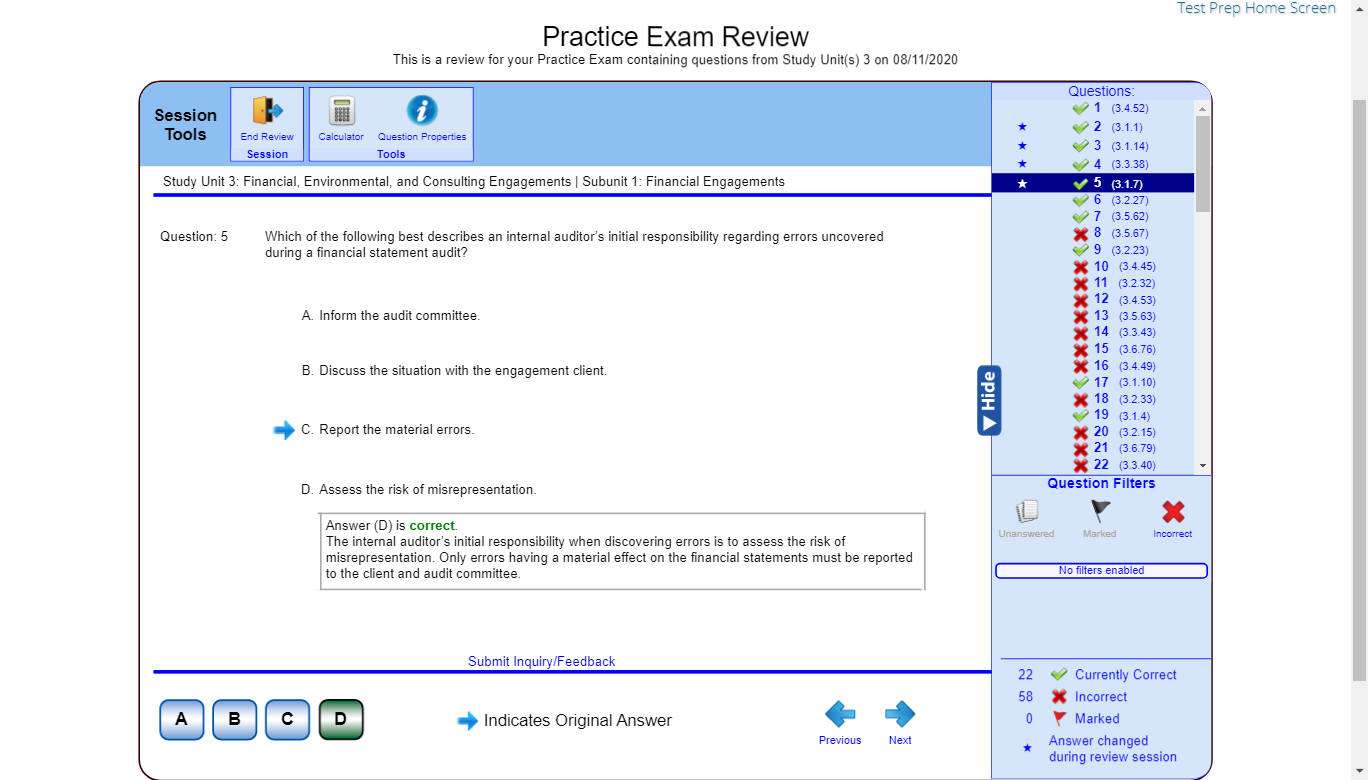 Test Prep Home Screen
Practice Exam Review
This is a review for your Practice Exam containing questions from Study Unit(s) 3 on 08/11/2020
Session
Tools
End Review
Session
Calculator
Question Properties
Tools
Study Unit 3: Financial, Environmental, and Consulting Engagements | Subunit 1: Financial Engagements
Question: 5
Which of the following best describes an internal auditor's initial responsibility regarding errors uncovered
during a financial statement audit?
A. Inform the audit committee.
B. Discuss the situation with the engagement client.
C. Report the material errors.
D. Assess the risk of misrepresentation.
Answer (D) is correct.
The internal auditor's initial responsibility when discovering errors is to assess the risk of
misrepresentation. Only errors having a material effect on the financial statements must be reported
to the client and audit committee.
Submit Inquiry/Feedback
A
B
C
D
Indicates Original Answer
Previous
Next
Hide
Questions:
1 (3.4.52)
2 (3.1.1)
3 (3.1.14)
4 (3.3.38)
5 (3.1.7)
6 (3.2.27)
7 (3.5.62)
8 (3.5.67)
9 (3.2.23)
10 (3.4.45)
11 (3.2.32)
12 (3.4.53)
13 (3.5.63)
14 (3.3.43)
15 (3.6.76)
16 (3.4.49)
17 (3.1.10)
18 (3.2.33)
19 (3.1.4)
20 (3.2.15)
21 (3.6.79)
22 (3.3.40)
Question Filters
Unanswered
Marked
Incorrect
No filters enabled
22 Currently Correct
58 Incorrect
0 Marked
Answer changed
during review session